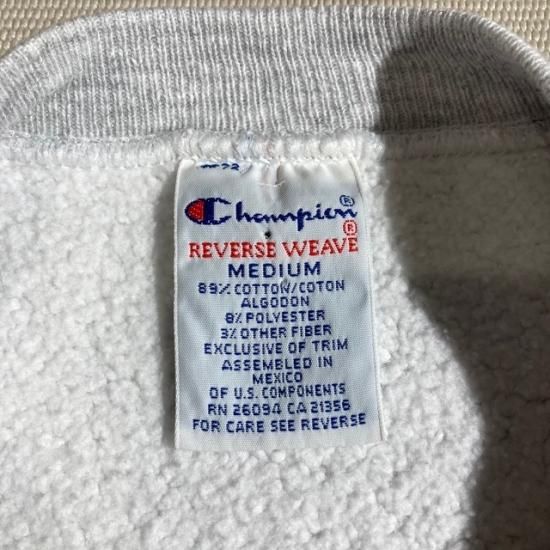 Champion®
REVERSE WEAVE®
MEDIUM
89% COTTON/COTON
ALGODON
8% POLYESTER
3% OTHER FIBER
EXCLUSIVE OF TRIM
ASSEMBLED IN
MEXICO
OF U.S. COMPONENTS
RN 26094 CA 21356
FOR CARE SEE REVERSE